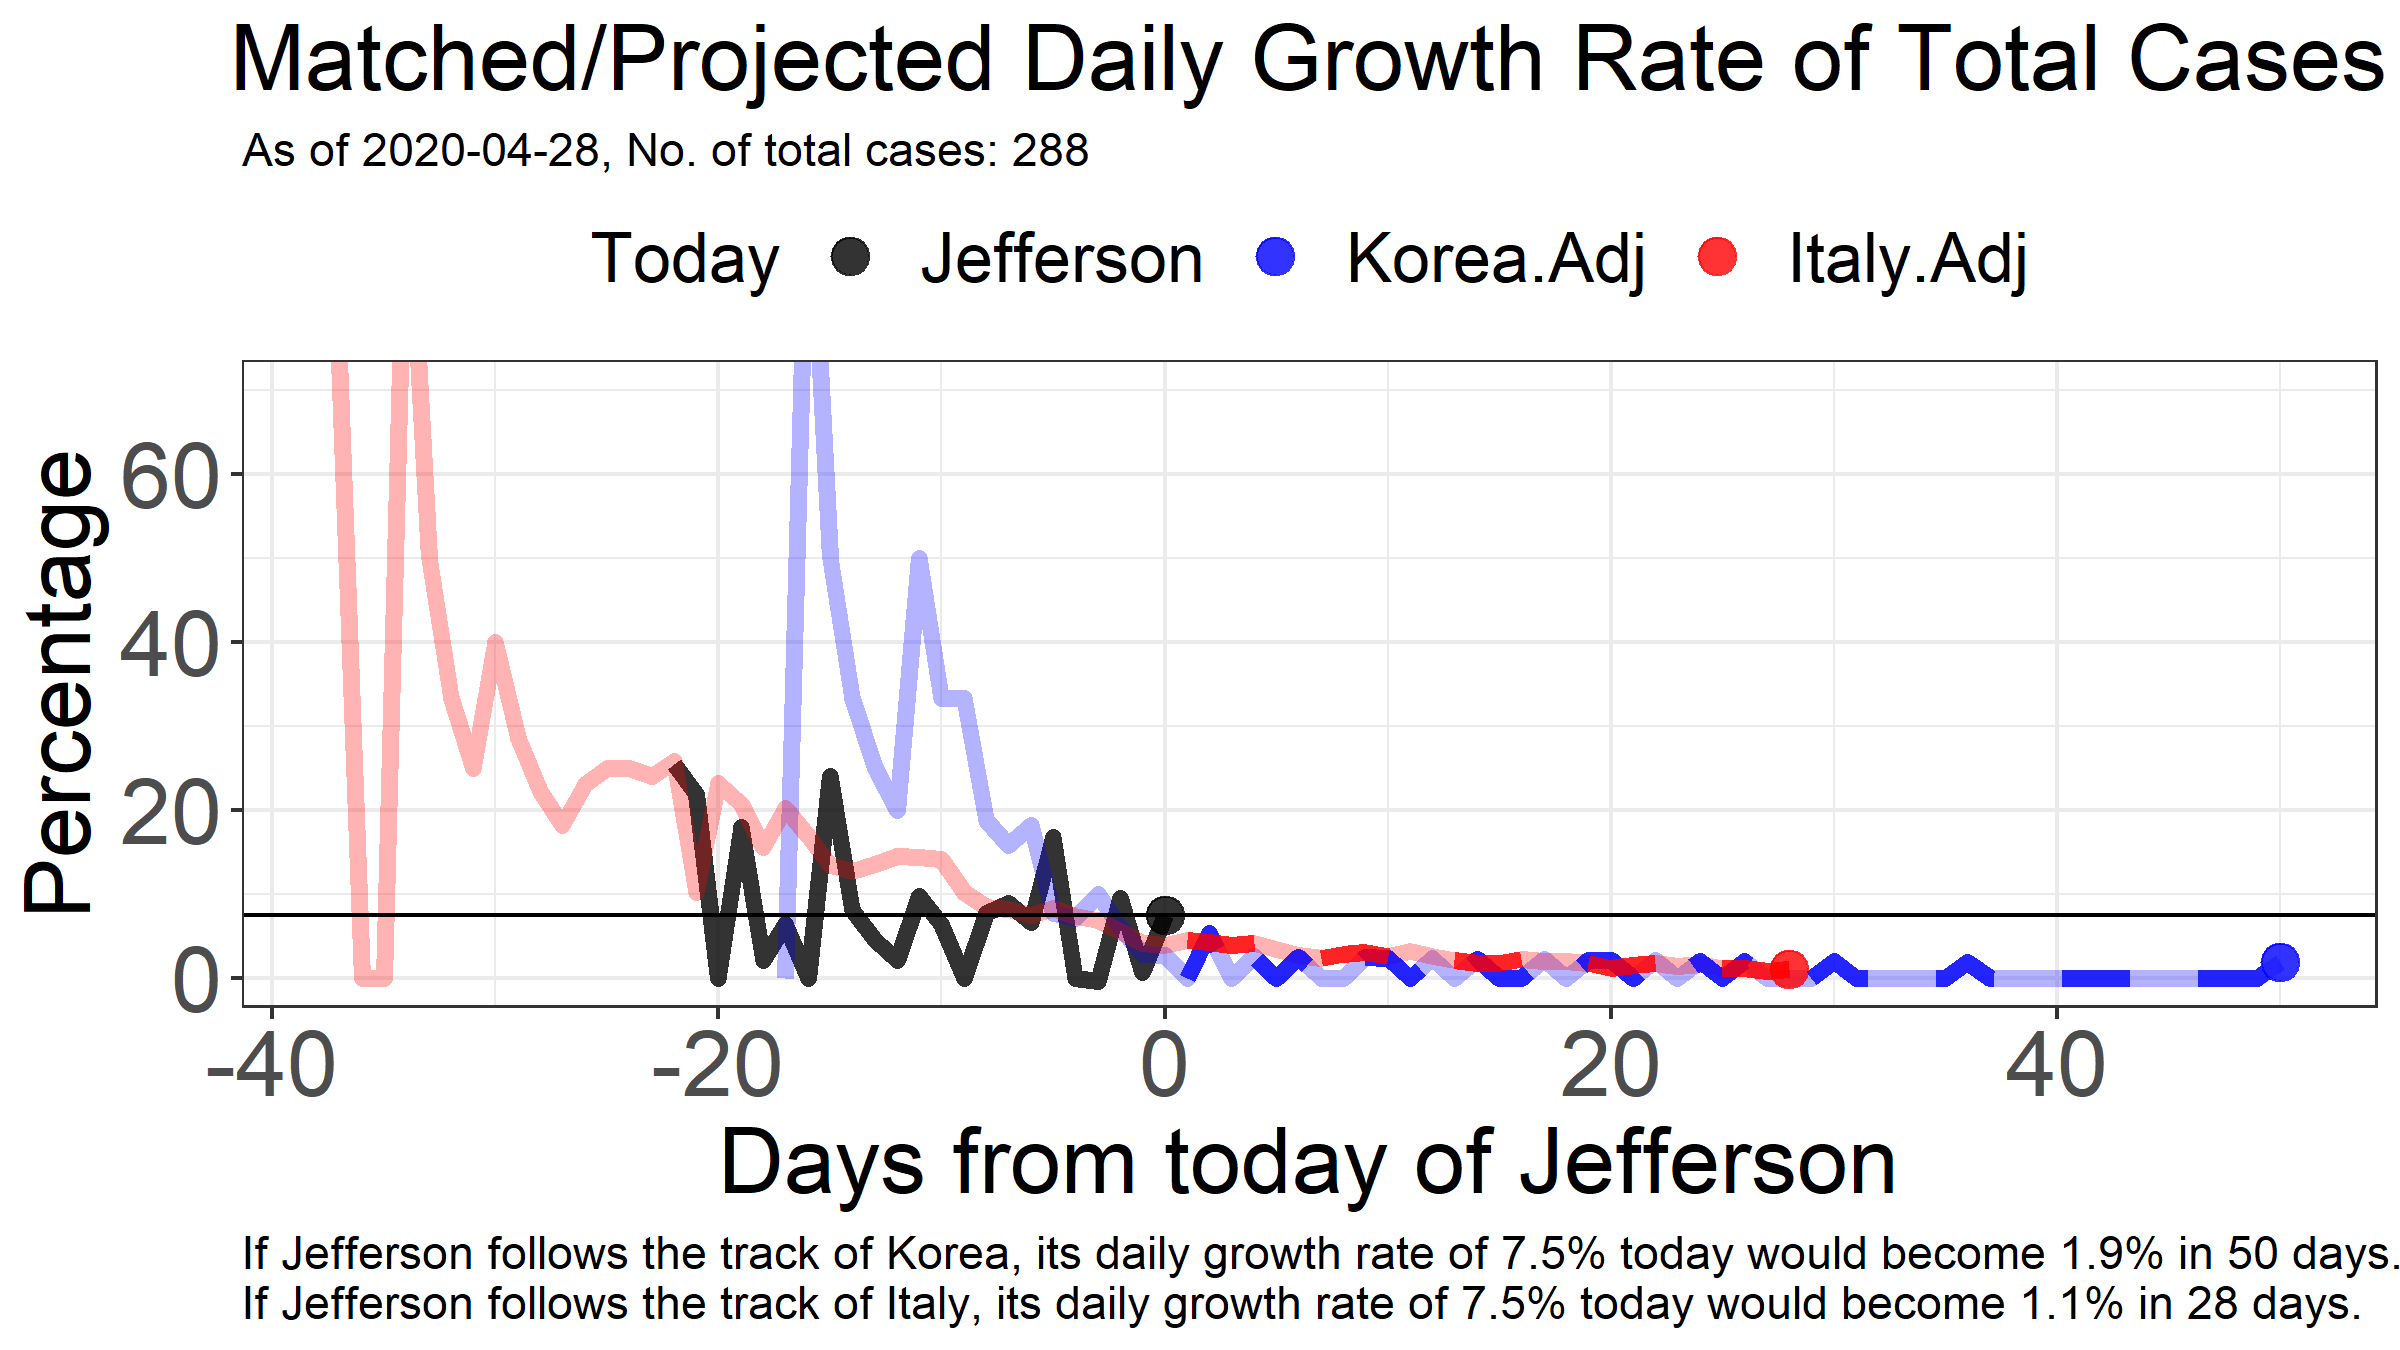 Matched/Projected Daily Growth Rate of Total Cases
As of 2020-04-28, No. of total cases: 288
Today Jefferson Korea.Adj Italy.Adj
Percentage
60
40
20
0
-40 -20 0 20 40
Days from today of Jefferson
If Jefferson follows the track of Korea, its daily growth rate of 7.5% today would become 1.9% in 50 days.
If Jefferson follows the track of Italy, its daily growth rate of 7.5% today would become 1.1% in 28 days.